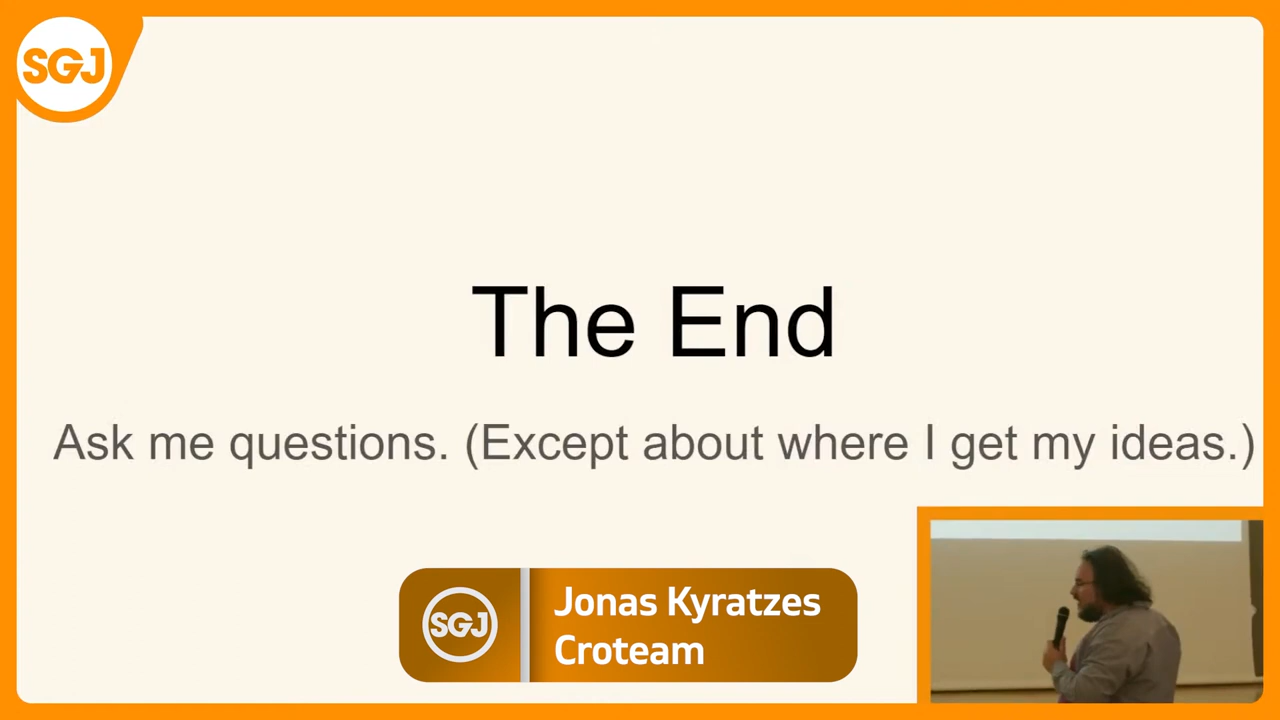 SGJ
The End
Ask me questions. (Except about where I get my ideas.)
SGJ
Jonas Kyratzes
Croteam